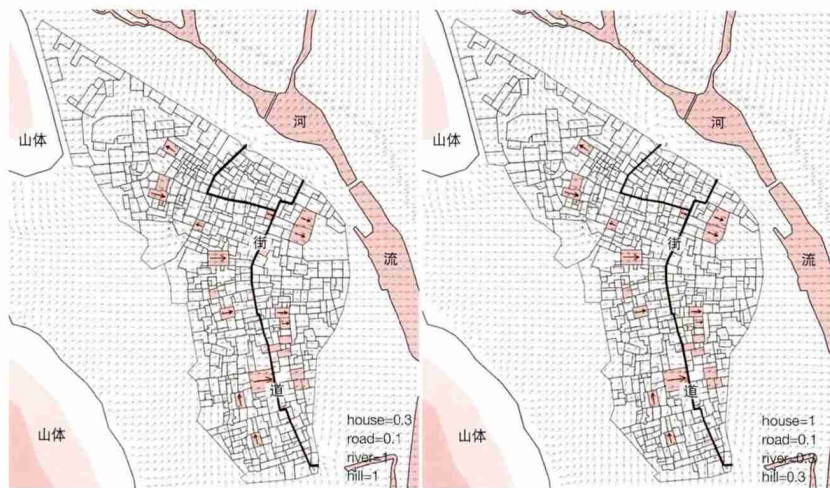 河
山体
街
流
道
山体
house=0.3
road=0.1
river=1
hill=1
河
山体
街
流
道
山体
house=1
road=0.1
river=0.3
hill=0.3